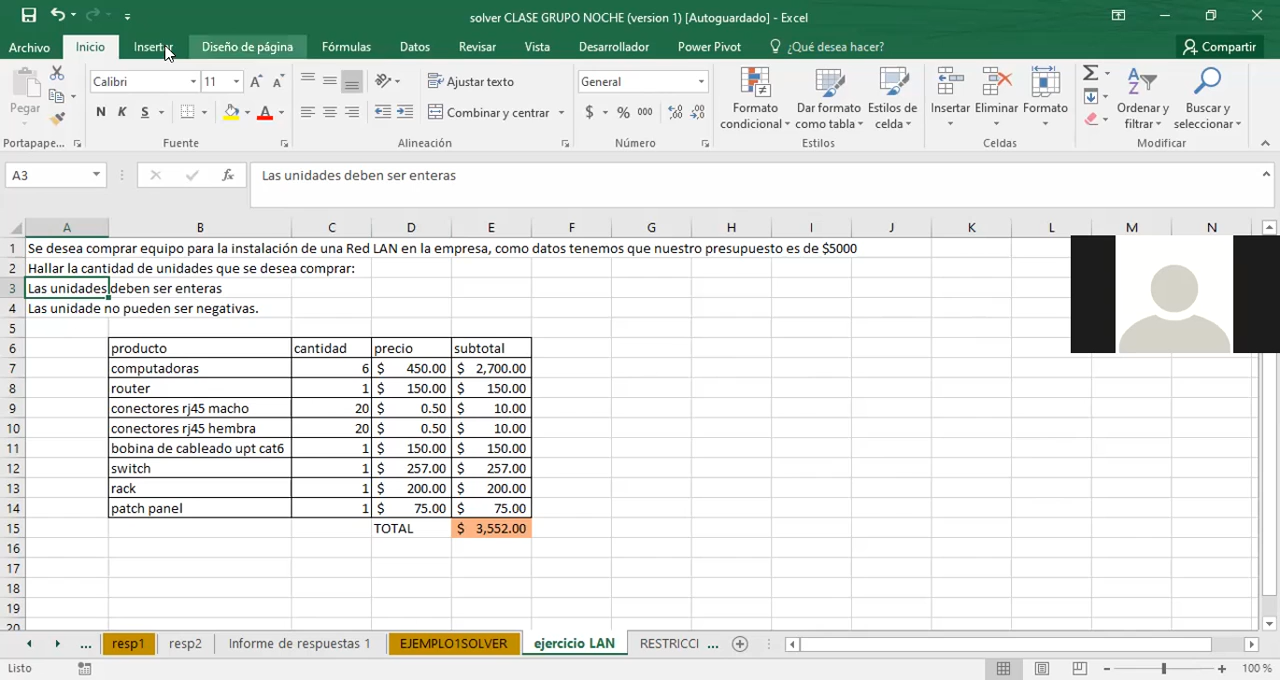 solver CLASE GRUPO NOCHE (version 1) [Autoguardado] - Excel
Archivo Inicio Insertar Diseño de página Fórmulas Datos Revisar Vista Desarrollador Power Pivot ¿Qué desea hacer? Compartir
Pegar
Calibri 11
N K S A
Ajustar texto
Combinar y centrar
General
$ % 000
Formato condicional
Dar formato como tabla
Estilos de celda
Insertar
Eliminar
Formato
Ordenar y filtrar
Buscar y seleccionar
Portapape... Fuente Alineación Número Estilos Celdas Modificar
A3 fx Las unidades deben ser enteras
A B C D E F G H I J K L M N
1 Se desea comprar equipo para la instalación de una Red LAN en la empresa, como datos tenemos que nuestro presupuesto es de $5000
2 Hallar la cantidad de unidades que se desea comprar:
3 Las unidades deben ser enteras
4 Las unidade no pueden ser negativas.
5
6 producto cantidad precio subtotal
7 computadoras 6 $ 450.00 $ 2,700.00
8 router 1 $ 150.00 $ 150.00
9 conectores rj45 macho 20 $ 0.50 $ 10.00
10 conectores rj45 hembra 20 $ 0.50 $ 10.00
11 bobina de cableado upt cat6 1 $ 150.00 $ 150.00
12 switch 1 $ 257.00 $ 257.00
13 rack 1 $ 200.00 $ 200.00
14 patch panel 1 $ 75.00 $ 75.00
15 TOTAL $ 3,552.00
16
17
18
19
20
... resp1 resp2 Informe de respuestas 1 EJEMPLO1SOLVER ejercicio LAN RESTRICCI ...
Listo 100 %